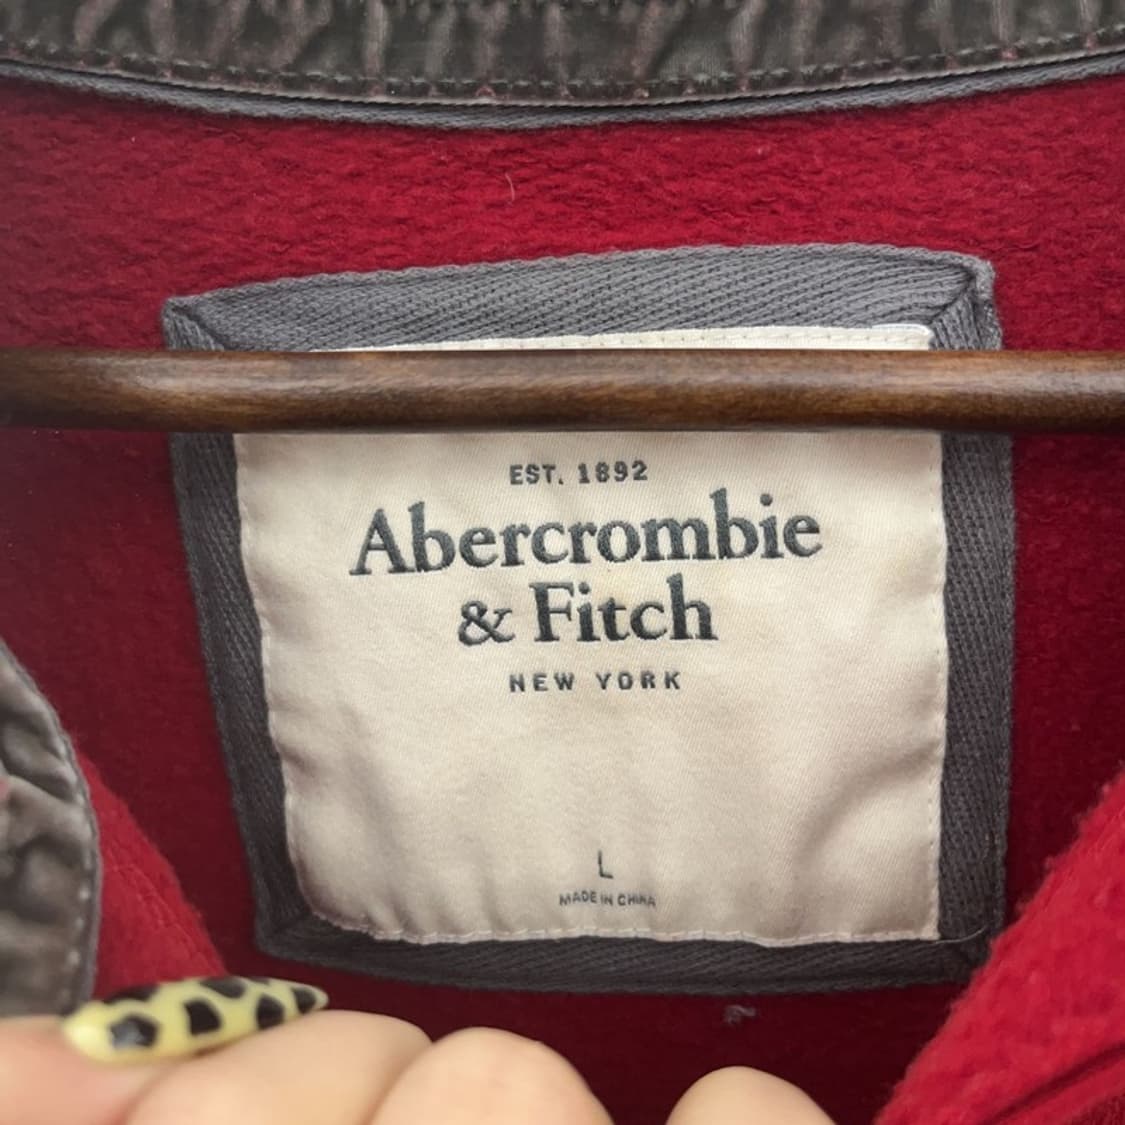 EST. 1892
Abercrombie
& Fitch
NEW YORK
L
MADE IN CHINA